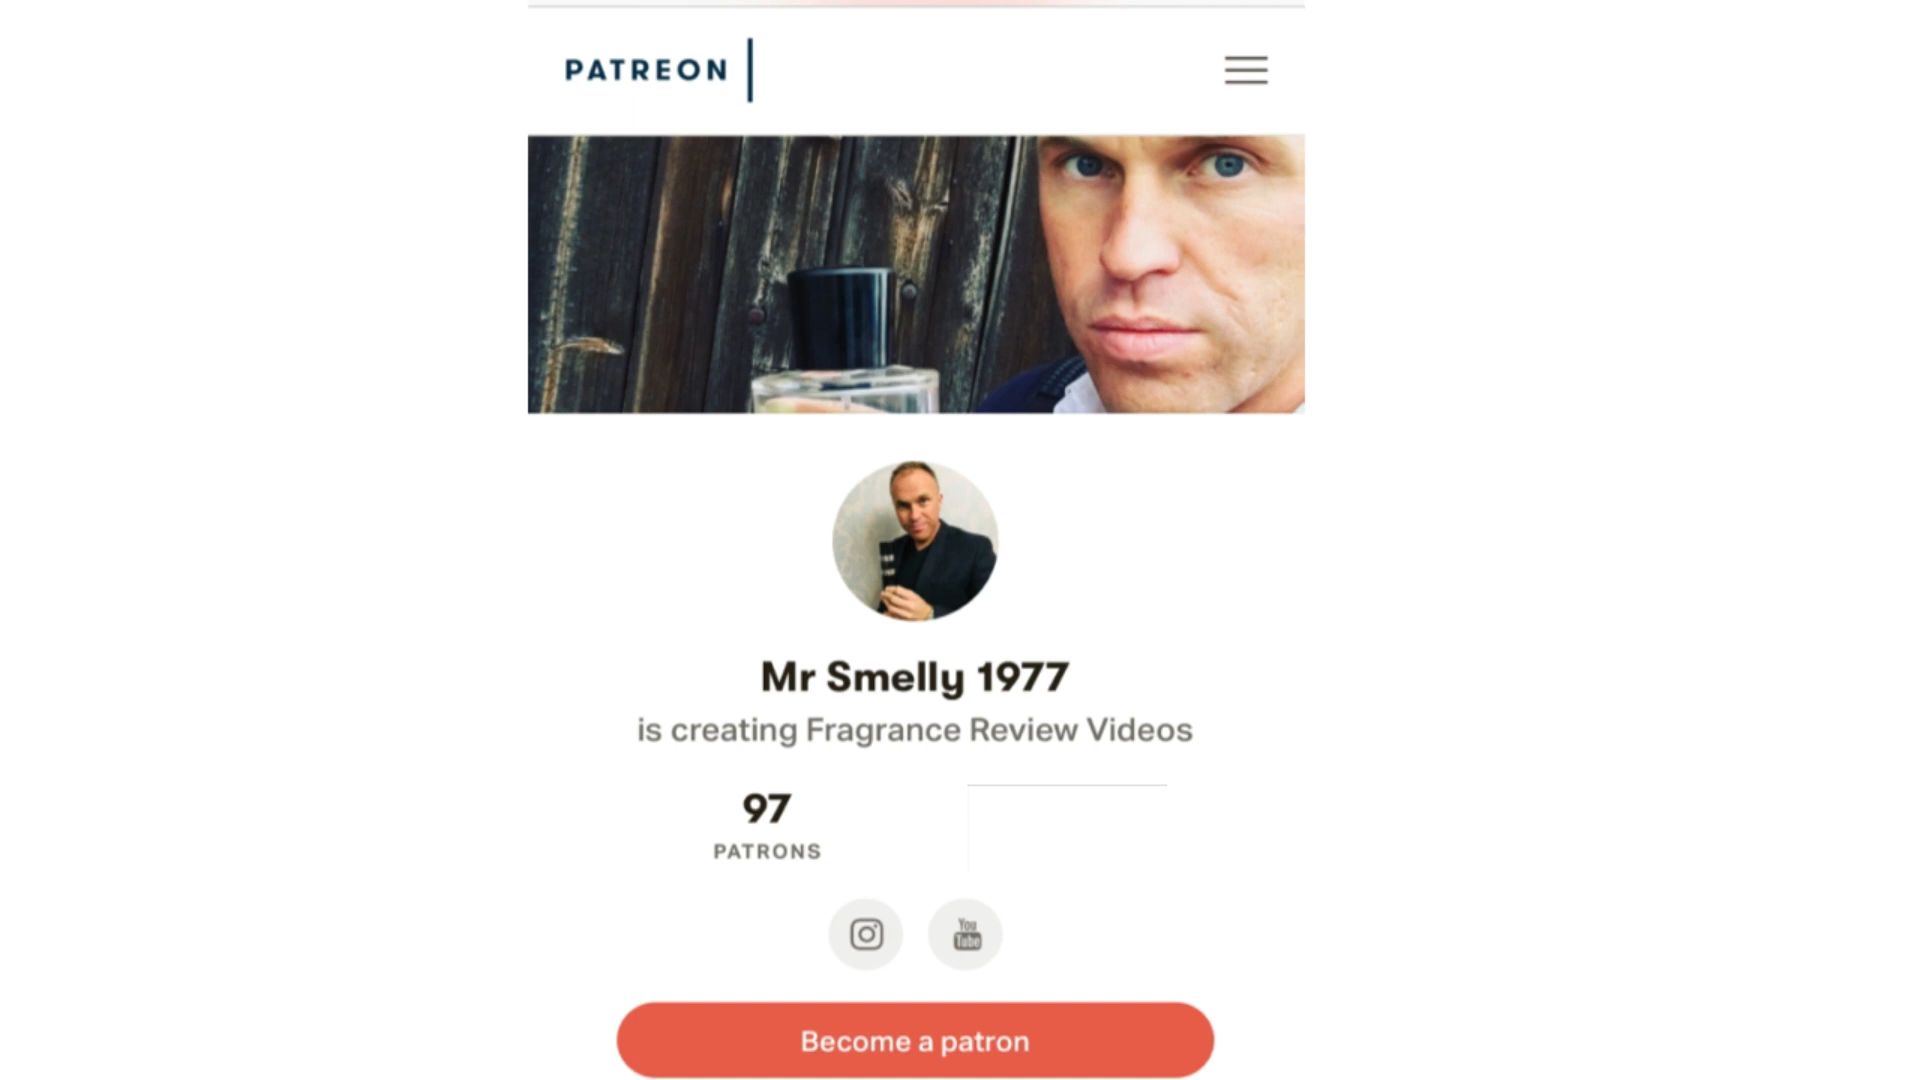 PATREON
Mr Smelly 1977
is creating Fragrance Review Videos
97
PATRONS
You
Tube
Become a patron